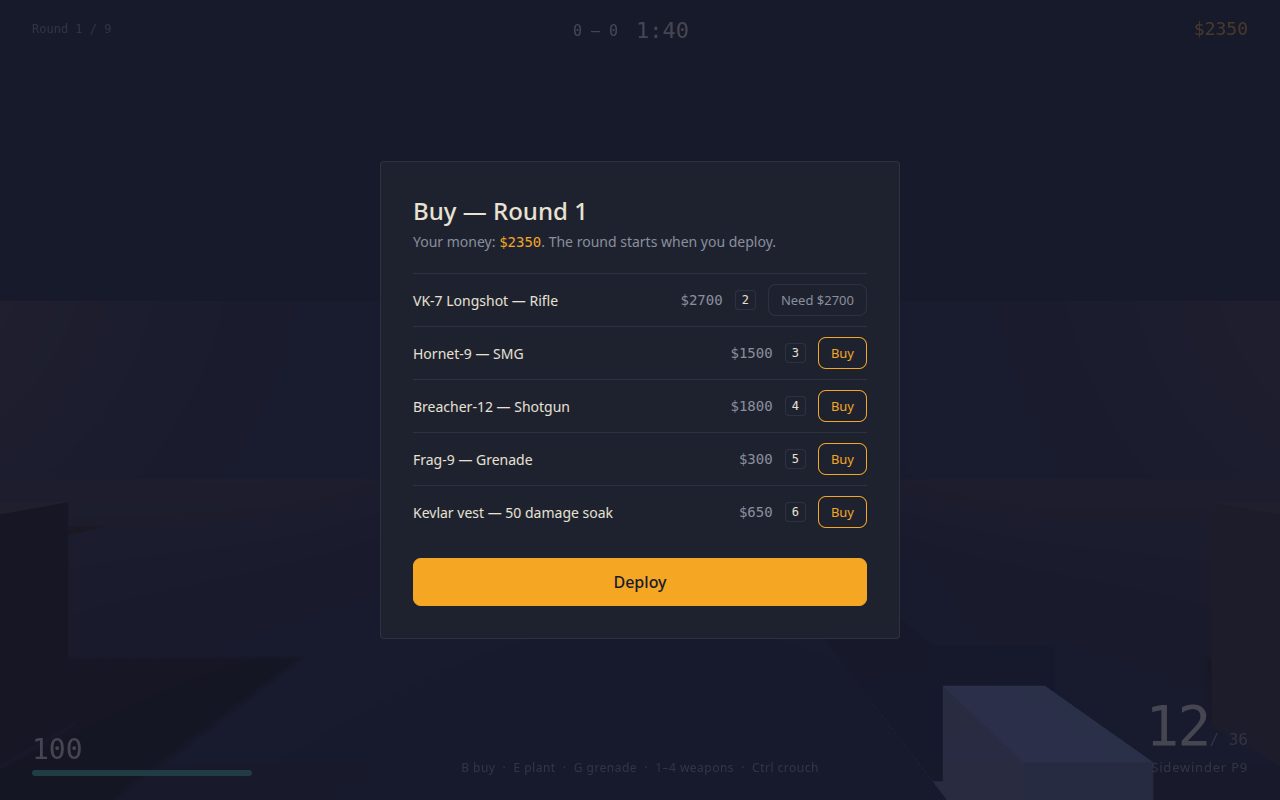 Round 1 / 9
0 — 0 1:40
$2350
Buy — Round 1
Your money: $2350. The round starts when you deploy.
VK-7 Longshot — Rifle $2700 2 Need $2700
Hornet-9 — SMG $1500 3 Buy
Breacher-12 — Shotgun $1800 4 Buy
Frag-9 — Grenade $300 5 Buy
Kevlar vest — 50 damage soak $650 6 Buy
Deploy
100
12 / 36
B buy · E plant · G grenade · 1–4 weapons · Ctrl crouch
Sidewinder P9